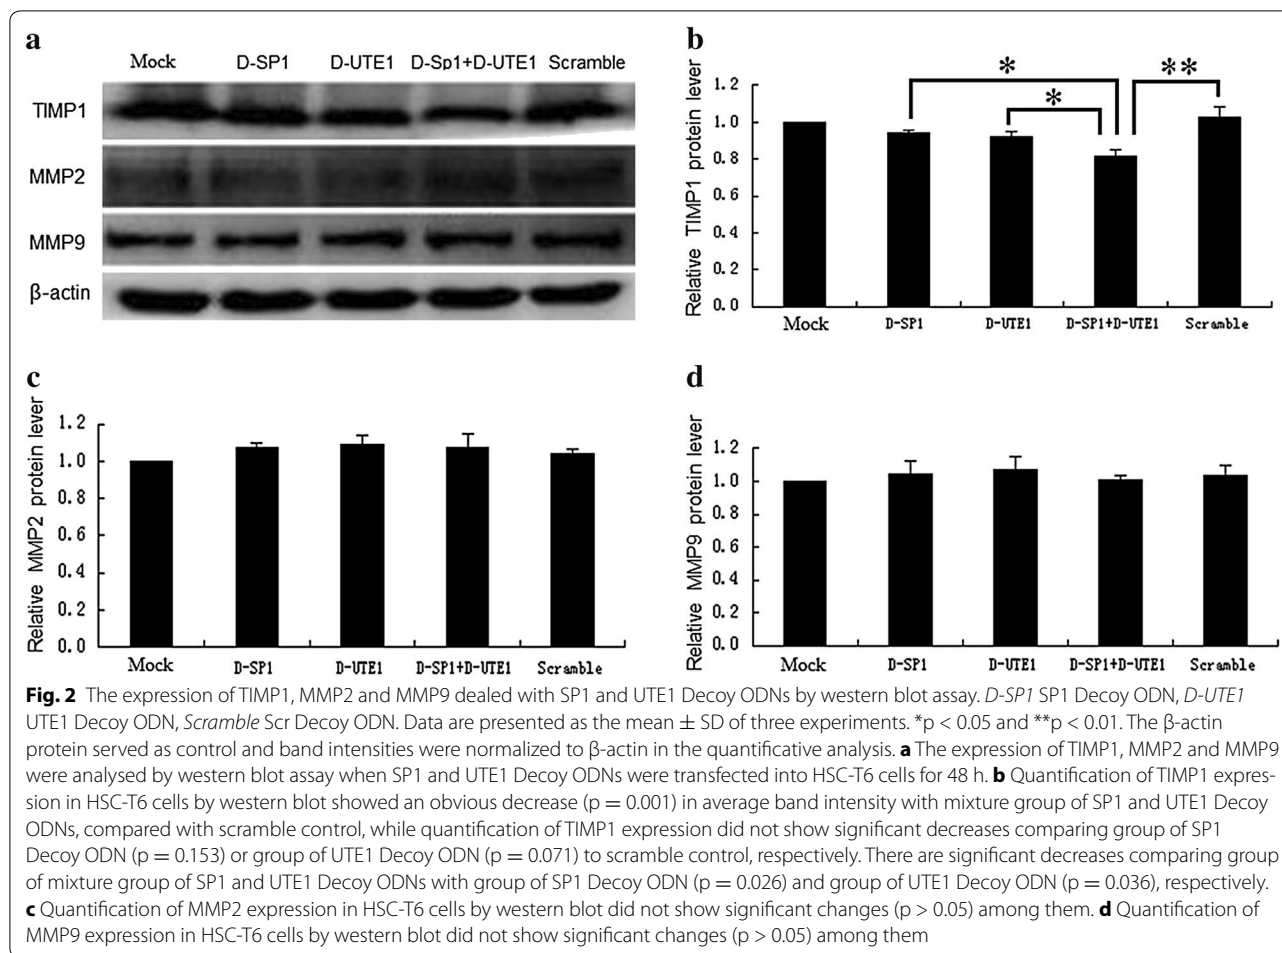 a
Mock D-SP1 D-UTE1 D-Sp1+D-UTE1 Scramble
TIMP1
MMP2
MMP9
β-actin
b
Relative TIMP1 protein lever
1.2
1.0
0.8
0.6
0.4
0.2
0.0
* * **
Mock D-SP1 D-UTE1 D-SP1+D-UTE1 Scramble
c
Relative MMP2 protein lever
1.2
1.0
0.8
0.6
0.4
0.2
0.0
Mock D-SP1 D-UTE1 D-SP1+D-UTE1 Scramble
d
Relative MMP9 protein lever
1.2
1.0
0.8
0.6
0.4
0.2
0.0
Mock D-SP1 D-UTE1 D-SP1+D-UTE1 Scramble
Fig. 2 The expression of TIMP1, MMP2 and MMP9 dealed with SP1 and UTE1 Decoy ODNs by western blot assay. D-SP1 SP1 Decoy ODN, D-UTE1
UTE1 Decoy ODN, Scramble Scr Decoy ODN. Data are presented as the mean ± SD of three experiments. *p < 0.05 and **p < 0.01. The β-actin
protein served as control and band intensities were normalized to β-actin in the quantificative analysis. a The expression of TIMP1, MMP2 and MMP9
were analysed by western blot assay when SP1 and UTE1 Decoy ODNs were transfected into HSC-T6 cells for 48 h. b Quantification of TIMP1 expres-
sion in HSC-T6 cells by western blot showed an obvious decrease (p = 0.001) in average band intensity with mixture group of SP1 and UTE1 Decoy
ODNs, compared with scramble control, while quantification of TIMP1 expression did not show significant decreases comparing group of SP1
Decoy ODN (p = 0.153) or group of UTE1 Decoy ODN (p = 0.071) to scramble control, respectively. There are significant decreases comparing group
of mixture group of SP1 and UTE1 Decoy ODNs with group of SP1 Decoy ODN (p = 0.026) and group of UTE1 Decoy ODN (p = 0.036), respectively.
c Quantification of MMP2 expression in HSC-T6 cells by western blot did not show significant changes (p > 0.05) among them. d Quantification of
MMP9 expression in HSC-T6 cells by western blot did not show significant changes (p > 0.05) among them